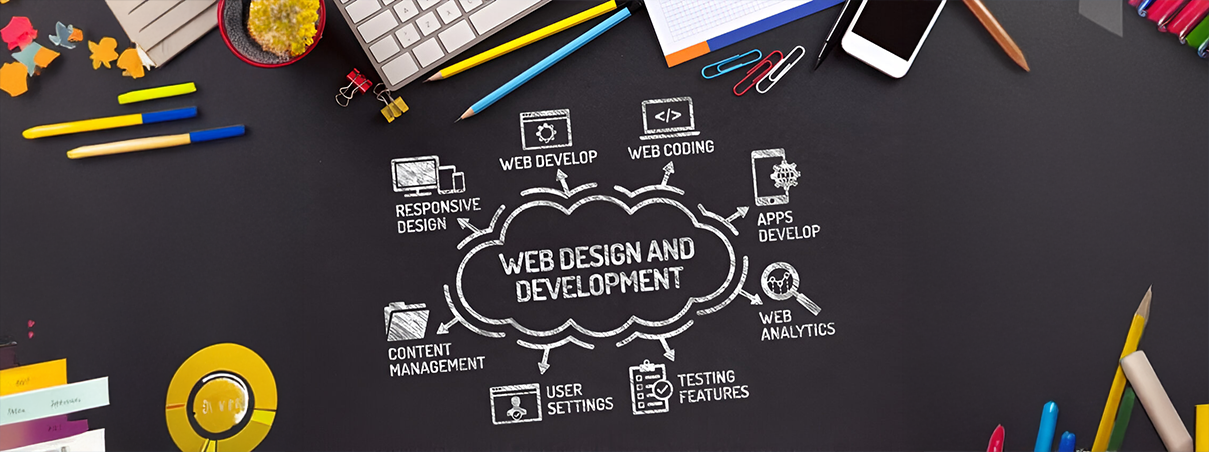 WEB DEVELOP
WEB CODING
RESPONSIVE
DESIGN
APPS
DEVELOP
WEB DESIGN AND
DEVELOPMENT
WEB
ANALYTICS
CONTENT
MANAGEMENT
USER
SETTINGS
TESTING
FEATURES